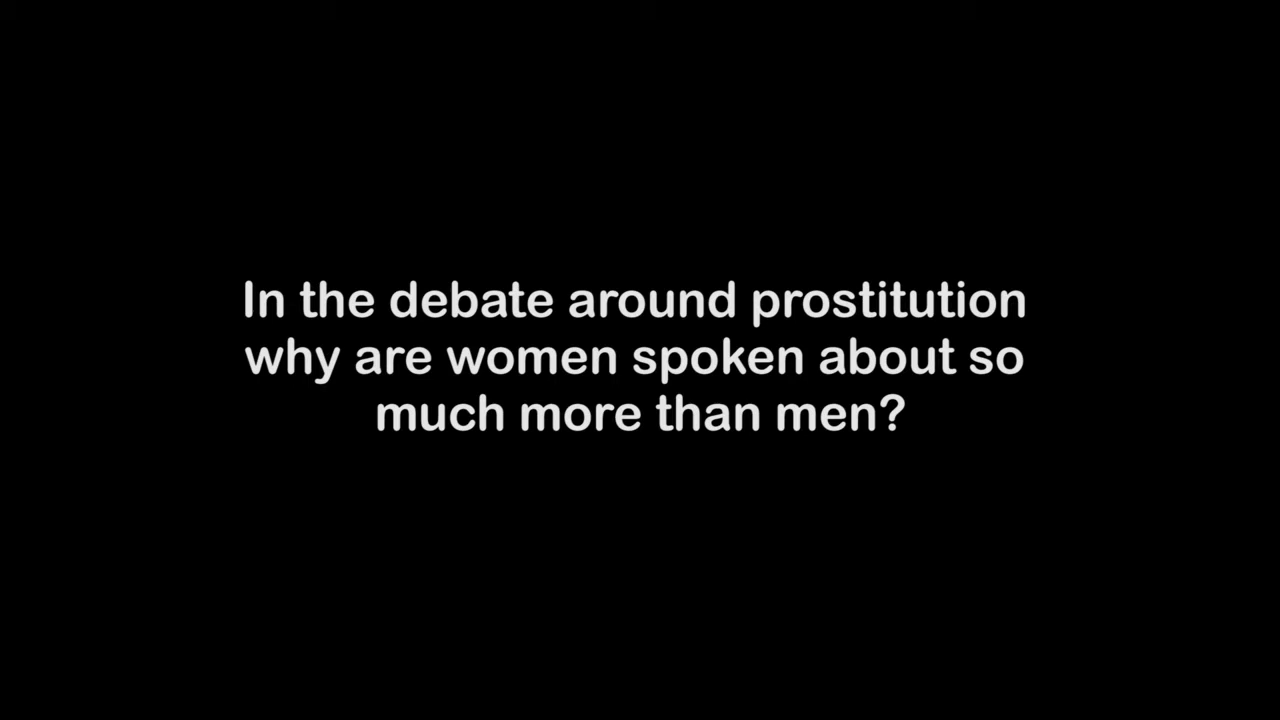 In the debate around prostitution
why are women spoken about so
much more than men?